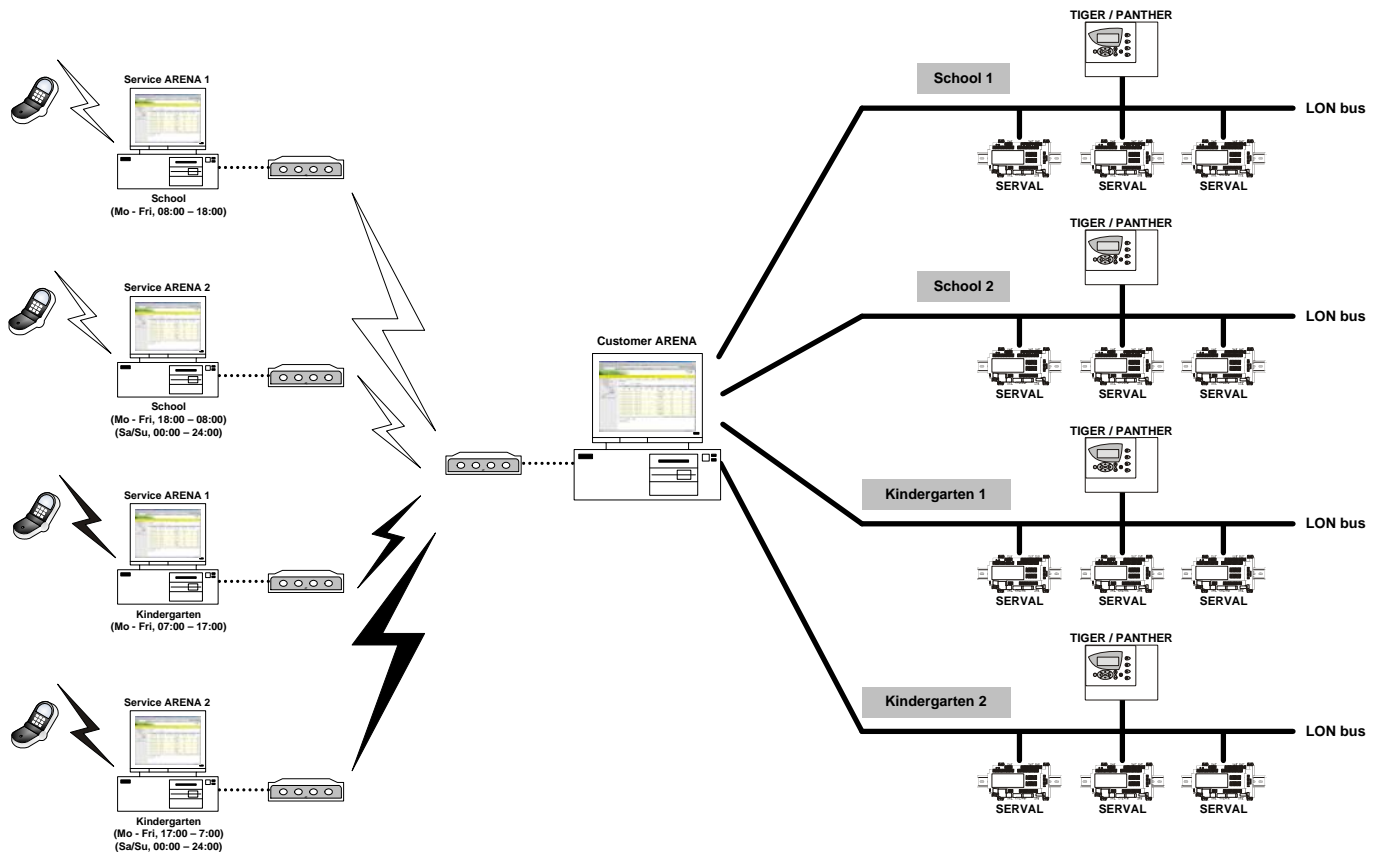 Service ARENA 1
School
(Mo - Fri, 08:00 – 18:00)
Service ARENA 2
School
(Mo - Fri, 18:00 – 08:00)
(Sa/Su, 00:00 – 24:00)
Service ARENA 1
Kindergarten
(Mo - Fri, 07:00 – 17:00)
Service ARENA 2
Kindergarten
(Mo - Fri, 17:00 – 7:00)
(Sa/Su, 00:00 – 24:00)
Customer ARENA
TIGER / PANTHER
School 1
LON bus
SERVAL
SERVAL
SERVAL
TIGER / PANTHER
School 2
LON bus
SERVAL
SERVAL
SERVAL
TIGER / PANTHER
Kindergarten 1
LON bus
SERVAL
SERVAL
SERVAL
TIGER / PANTHER
Kindergarten 2
LON bus
SERVAL
SERVAL
SERVAL